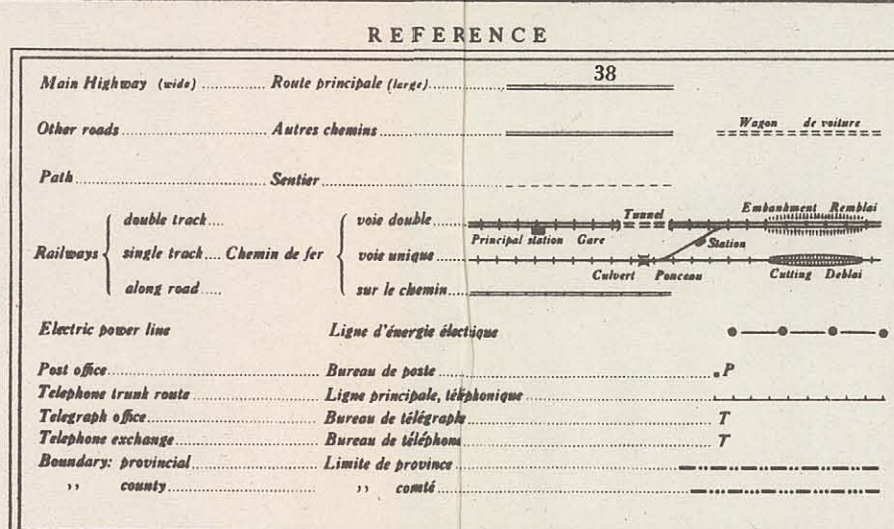 REFERENCE
38
Main Highway (wide) ............ Route principale (large)....................
Other roads ........................... Autres chemins ............................... Wagon de voiture
Path ..................................... Sentier ...........................................
Tunnel Embankment Remblai
double track.... voie double.......
Principal station Gare Station
Railways single track.... Chemin de fer voie unique.......
Culvert Ponceau Cutting Deblai
along road ..... sur le chemin.....
Electric power line Ligne d'énergie électrique
Post office.............................. Bureau de poste ............................................... .P
Telephone trunk route .............. Ligne principale, téléphonique ........................................
Telegraph office....................... Bureau de télégraphe ........................................ T
Telephone exchange................. Bureau de téléphone ......................................... T
Boundary: provincial................. Limite de province .........................................
,, county..................... ,, comté ...............................................